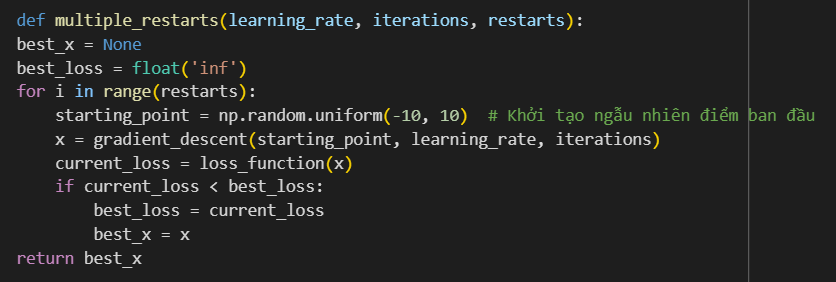 def multiple_restarts(learning_rate, iterations, restarts):
best_x = None
best_loss = float('inf')
for i in range(restarts):
    starting_point = np.random.uniform(-10, 10)  # Khởi tạo ngẫu nhiên điểm ban đầu
    x = gradient_descent(starting_point, learning_rate, iterations)
    current_loss = loss_function(x)
    if current_loss < best_loss:
        best_loss = current_loss
        best_x = x
return best_x